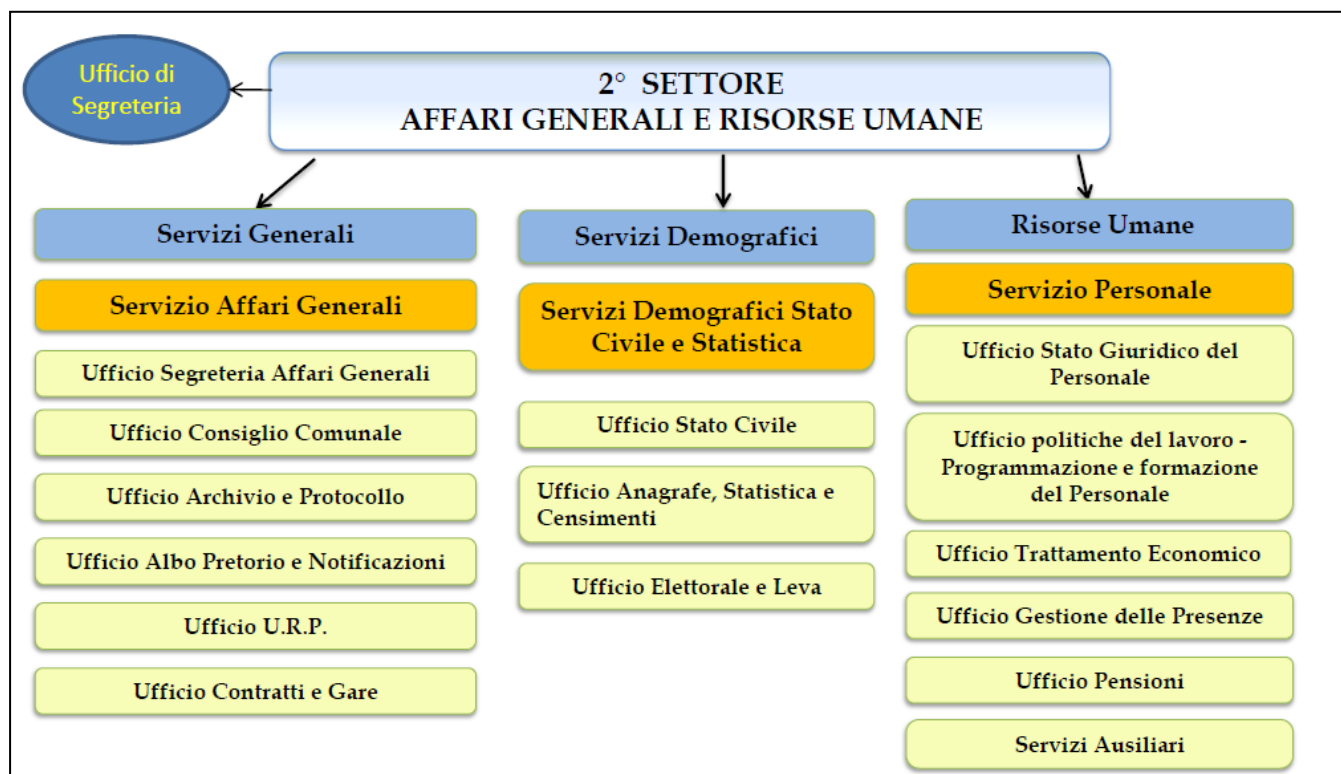 Ufficio di
Segreteria
2° SETTORE
AFFARI GENERALI E RISORSE UMANE
Servizi Generali
Servizio Affari Generali
Ufficio Segreteria Affari Generali
Ufficio Consiglio Comunale
Ufficio Archivio e Protocollo
Ufficio Albo Pretorio e Notificazioni
Ufficio U.R.P.
Ufficio Contratti e Gare
Servizi Demografici
Servizi Demografici Stato
Civile e Statistica
Ufficio Stato Civile
Ufficio Anagrafe, Statistica e
Censimenti
Ufficio Elettorale e Leva
Risorse Umane
Servizio Personale
Ufficio Stato Giuridico del
Personale
Ufficio politiche del lavoro -
Programmazione e formazione
del Personale
Ufficio Trattamento Economico
Ufficio Gestione delle Presenze
Ufficio Pensioni
Servizi Ausiliari